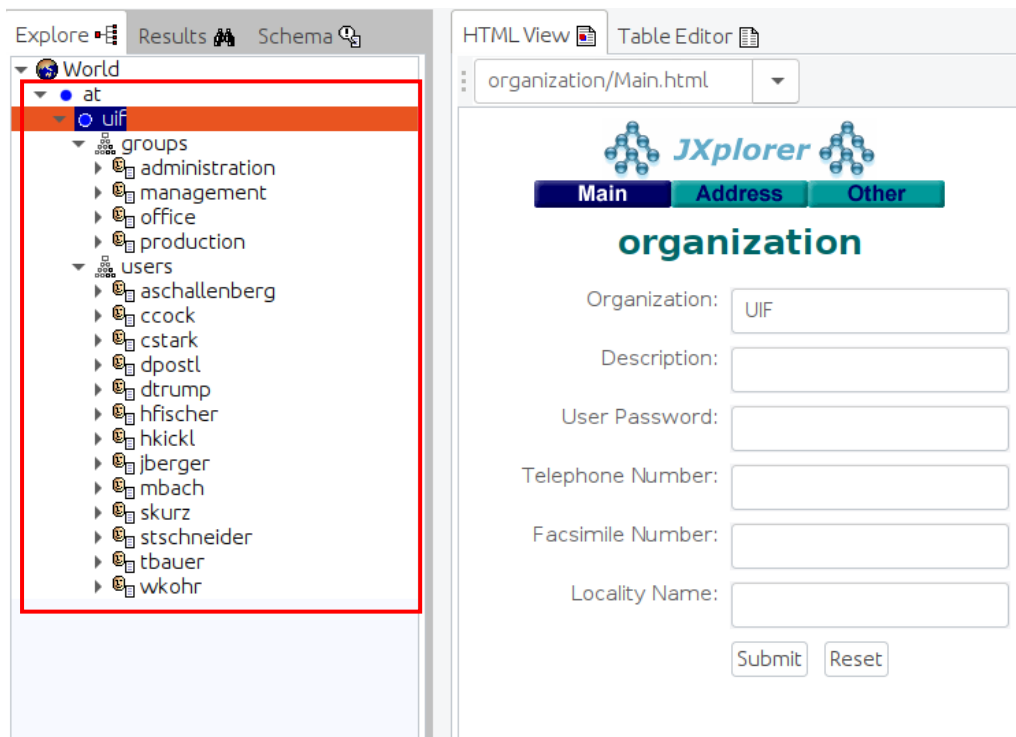 Explore Results Schema
World
at
uif
groups
administration
management
office
production
users
aschallenberg
ccock
cstark
dpostl
dtrump
hfischer
hkickl
jberger
mbach
skurz
stschneider
tbauer
wkohr
HTML View Table Editor
organization/Main.html
JXplorer
Main Address Other
organization
Organization: UIF
Description:
User Password:
Telephone Number:
Facsimile Number:
Locality Name:
Submit Reset